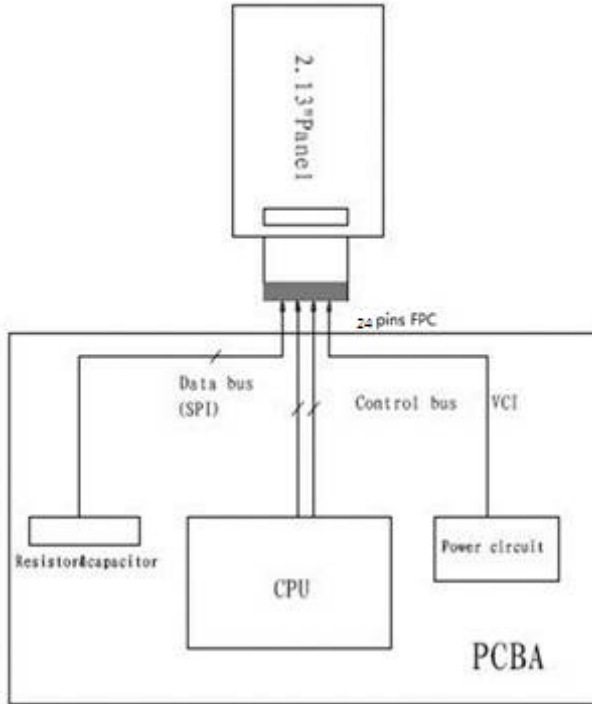 2.13"Panel
24 pins FPC
Data bus
(SPI)
Control bus
VCI
Resistor&capacitor
CPU
Power circuit
PCBA